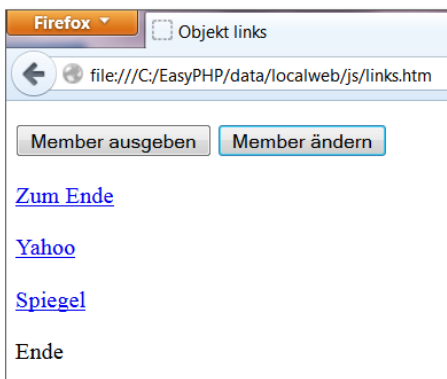 Firefox
Objekt links
file:///C:/EasyPHP/data/localweb/js/links.htm
Member ausgeben Member ändern
Zum Ende
Yahoo
Spiegel
Ende